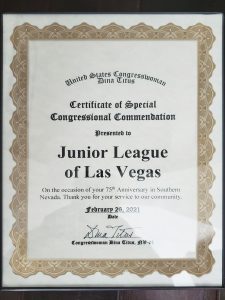 United States Congresswoman
Dina Titus
Certificate of Special
Congressional Commendation
Presented to
Junior League
of Las Vegas
On the occasion of your 75th Anniversary in Southern
Nevada. Thank you for your service to our community.
February 26, 2021
Date
Dina Titus
Congresswoman Dina Titus, NV-